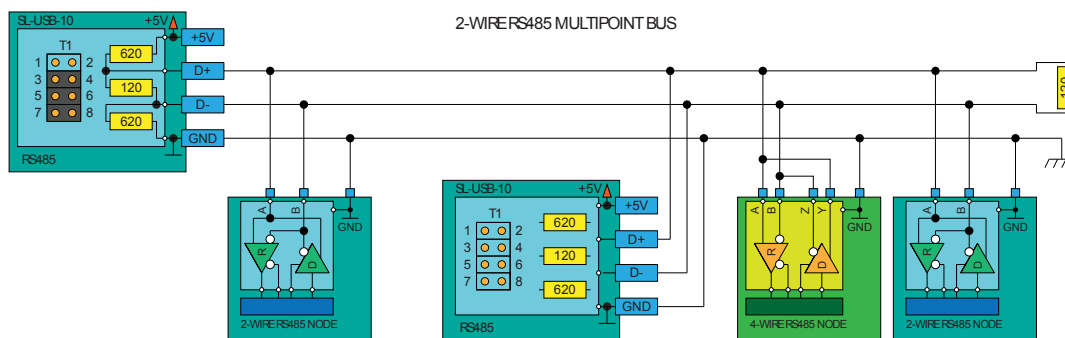 2-WIRE RS485 MULTIPOINT BUS
SL-USB-10 +5V
T1
1 2
3 4
5 6
7 8
620
120
620
+5V
D+
D-
GND
RS485
120
A B
GND
R D
2-WIRE RS485 NODE
SL-USB-10 +5V
T1
1 2
3 4
5 6
7 8
620
120
620
+5V
D+
D-
GND
RS485
A B Z Y
GND
R D
4-WIRE RS485 NODE
A B
GND
R D
2-WIRE RS485 NODE